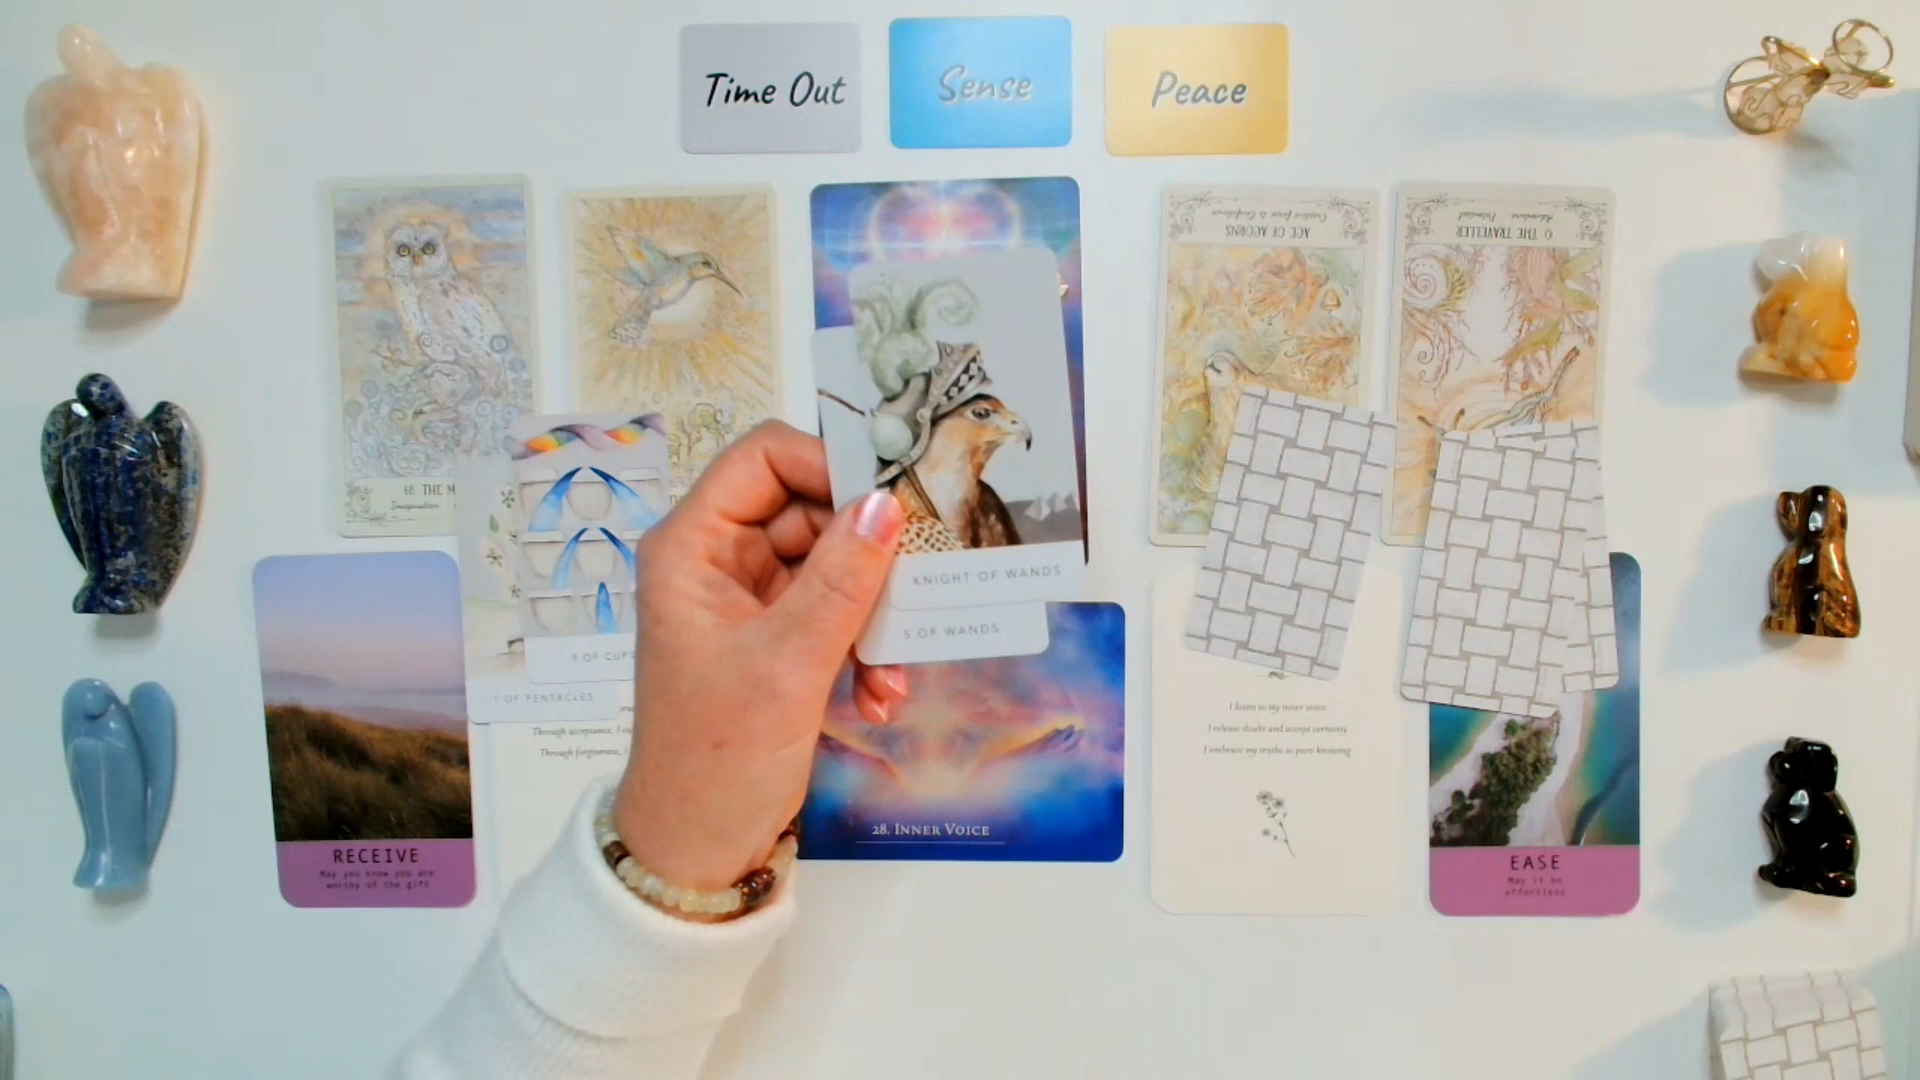 Time Out
Sense
Peace
ACE OF ACORNS
Creative force & Confidence
0 THE TRAVELLER
Adventure Potential
18 THE M
Imagination
KNIGHT OF WANDS
5 OF WANDS
9 OF CUPS
1 OF PENTACLES
Through acceptance, I
Through forgiveness, I
I listen to my inner voice
I release doubt and accept certainty
I embrace my truths as pure knowing
28. INNER VOICE
RECEIVE
May you know you are
worthy of the gift
EASE
May it be
effortless